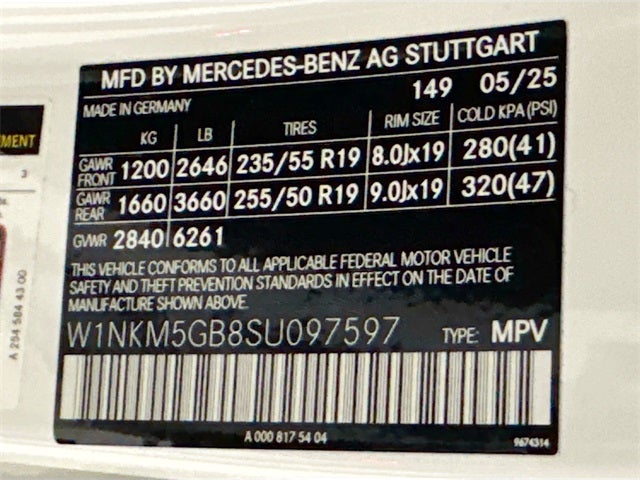 MFD BY MERCEDES-BENZ AG STUTTGART
149 05/25
MADE IN GERMANY
KG LB TIRES RIM SIZE COLD KPA (PSI)
GAWR FRONT 1200 2646 235/55 R19 8.0Jx19 280(41)
GAWR REAR 1660 3660 255/50 R19 9.0Jx19 320(47)
GVWR 2840 6261
THIS VEHICLE CONFORMS TO ALL APPLICABLE FEDERAL MOTOR VEHICLE
SAFETY AND THEFT PREVENTION STANDARDS IN EFFECT ON THE DATE OF
MANUFACTURE SHOWN ABOVE.
W1NKM5GB8SU097597 TYPE: MPV
A 000 817 54 04 9674314
EMENT
3
A 254 584 43 00